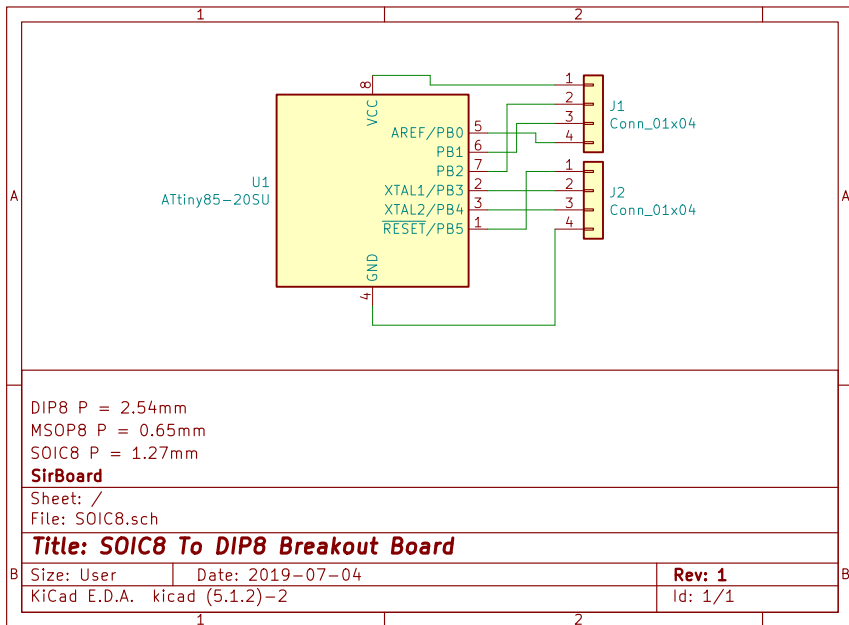 1 2
8
VCC
1
2
3
4
J1
Conn_01x04
AREF/PB0 5
PB1 6
PB2 7
XTAL1/PB3 2
XTAL2/PB4 3
RESET/PB5 1
U1
ATtiny85-20SU
1
2
3
4
J2
Conn_01x04
GND
4
A A
DIP8 P = 2.54mm
MSOP8 P = 0.65mm
SOIC8 P = 1.27mm
SirBoard
Sheet: /
File: SOIC8.sch
Title: SOIC8 To DIP8 Breakout Board
B B
Size: User Date: 2019-07-04 Rev: 1
KiCad E.D.A. kicad (5.1.2)-2 Id: 1/1
1 2